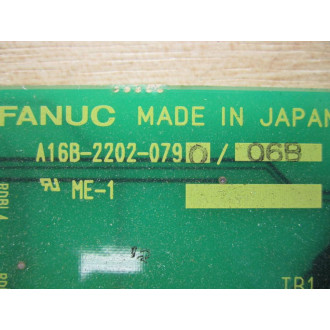 FANUC MADE IN JAPAN
A16B-2202-0790/06B
ME-1
TB1